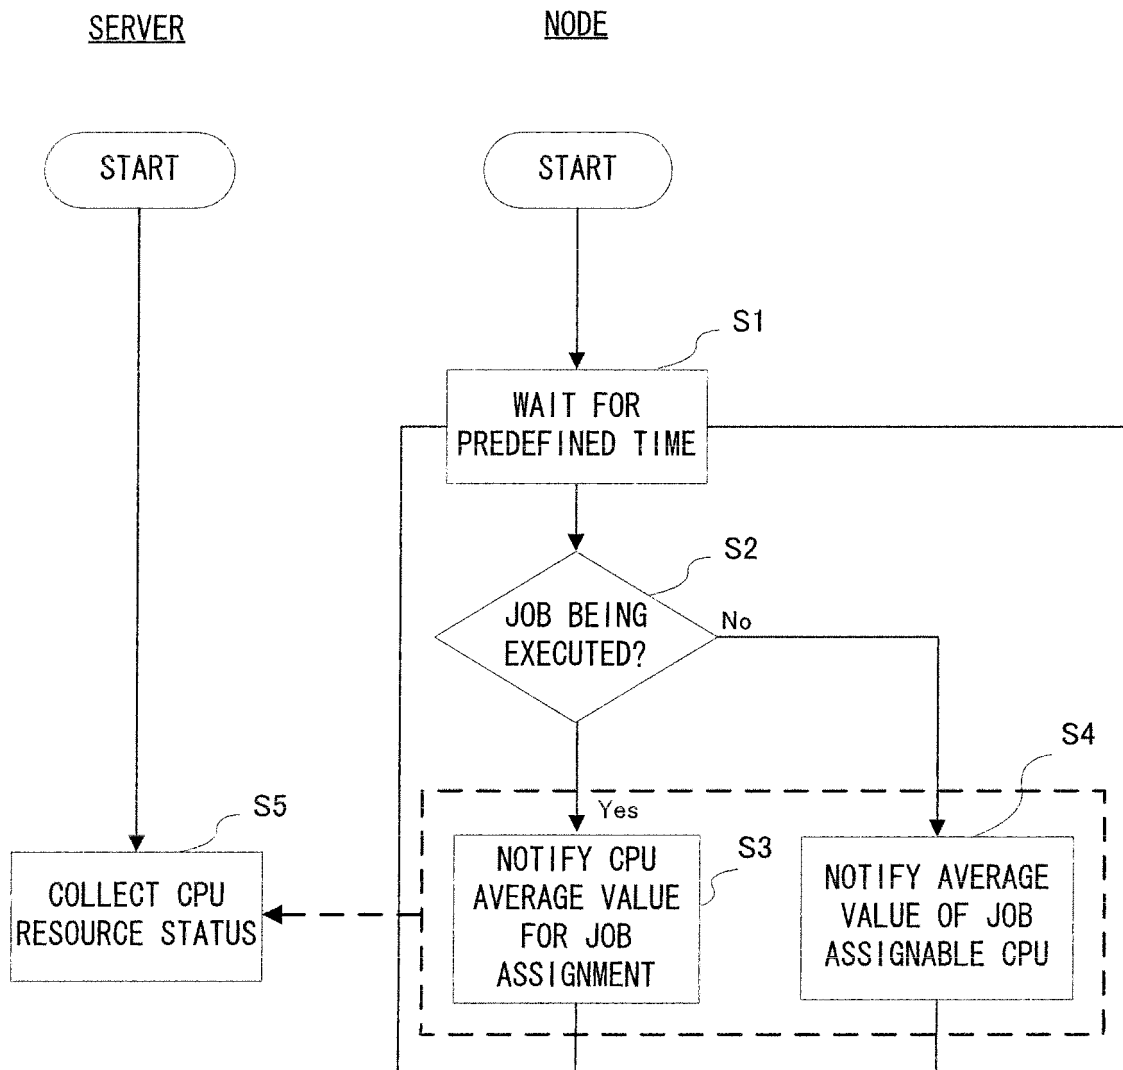 SERVER
NODE
START
START
S1
WAIT FOR
PREDEFINED TIME
S2
JOB BEING
EXECUTED?
No
S4
Yes
S5
S3
COLLECT CPU
RESOURCE STATUS
NOTIFY CPU
AVERAGE VALUE
FOR JOB
ASSIGNMENT
NOTIFY AVERAGE
VALUE OF JOB
ASSIGNABLE CPU